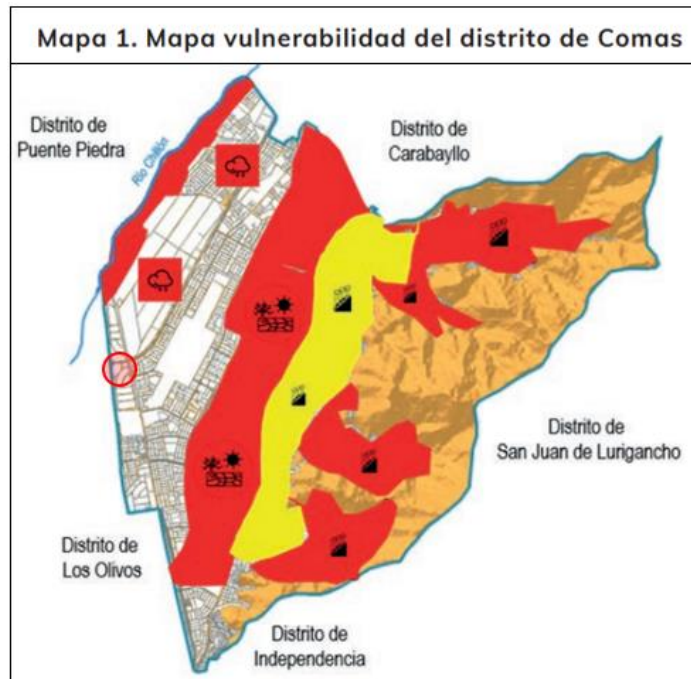 Mapa 1. Mapa vulnerabilidad del distrito de Comas
Distrito de
Puente Piedra
Río Chillón
Distrito de
Carabayllo
Distrito de
San Juan de Lurigancho
Distrito de
Los Olivos
Distrito de
Independencia